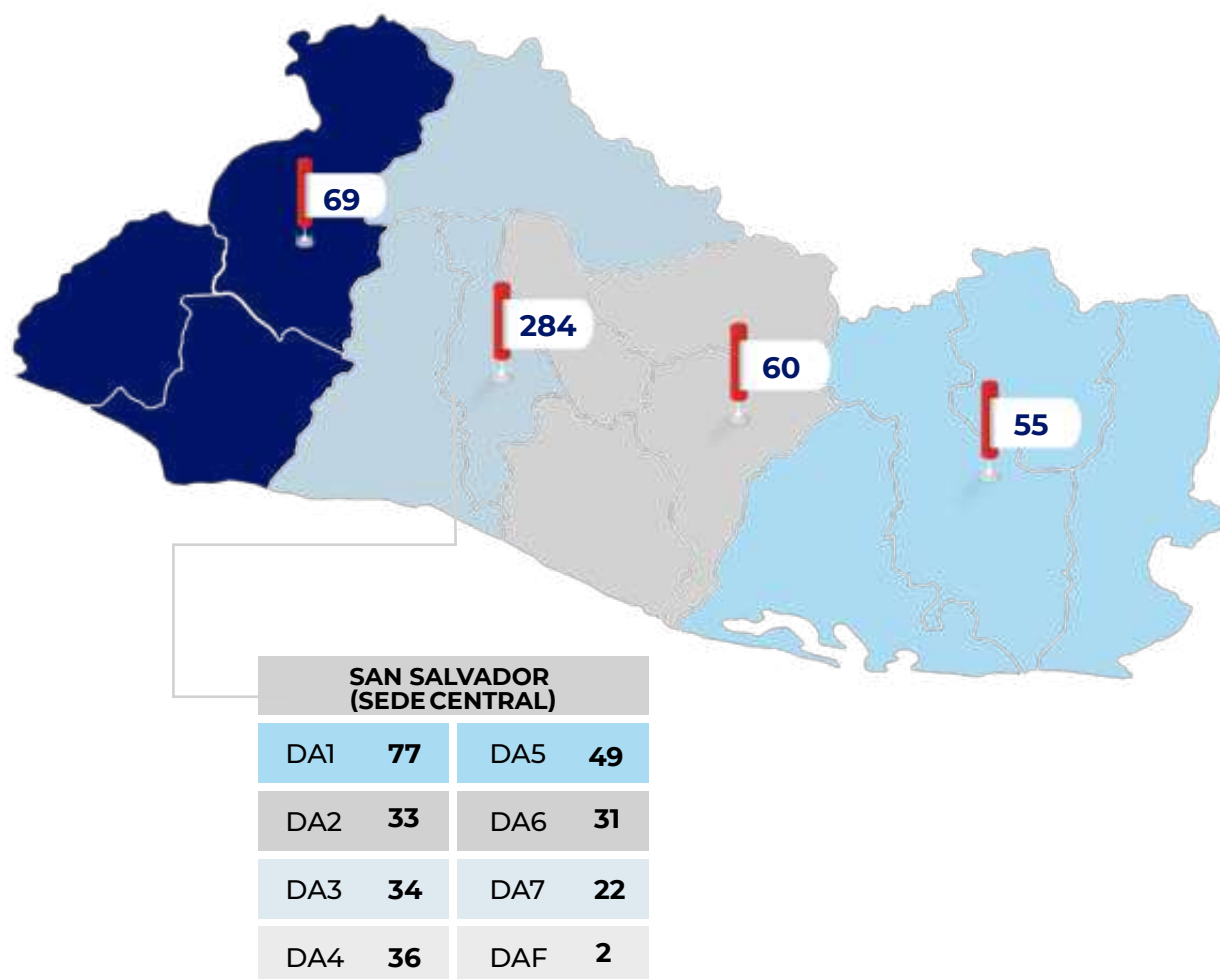 69
284
60
55
SAN SALVADOR
(SEDE CENTRAL)
DA1 77 DA5 49
DA2 33 DA6 31
DA3 34 DA7 22
DA4 36 DAF 2